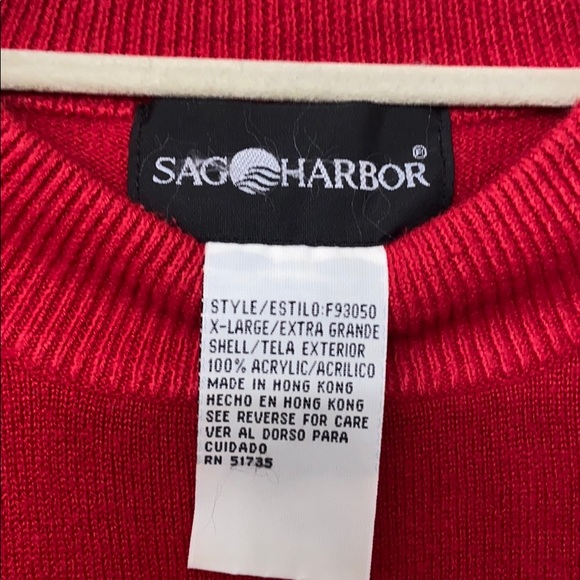 SAG HARBOR®
STYLE/ESTILO:F93050
X-LARGE/EXTRA GRANDE
SHELL/TELA EXTERIOR
100% ACRYLIC/ACRILICO
MADE IN HONG KONG
HECHO EN HONG KONG
SEE REVERSE FOR CARE
VER AL DORSO PARA
CUIDADO
RN 51735